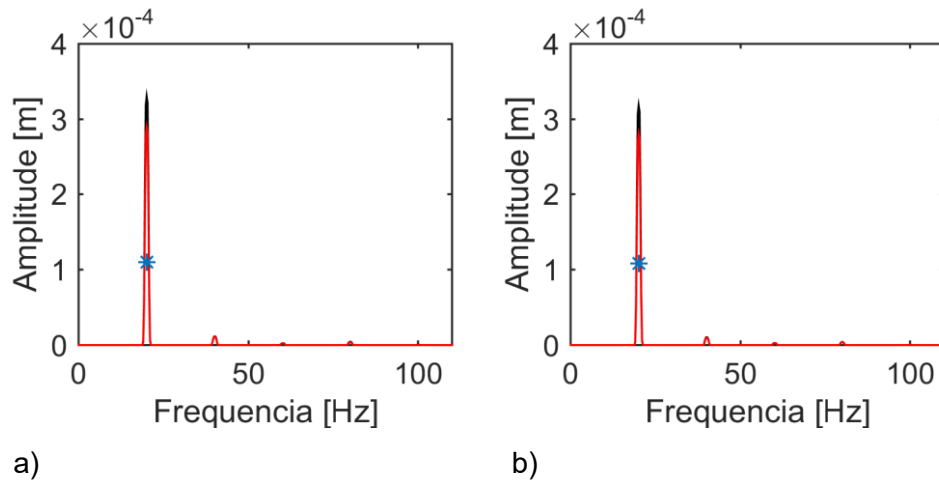 ×10⁻⁴ ×10⁻⁴
4 4
3 3
2 2
1 1
0 0
Amplitude [m] Amplitude [m]
0 50 100 0 50 100
Frequencia [Hz] Frequencia [Hz]
a) b)